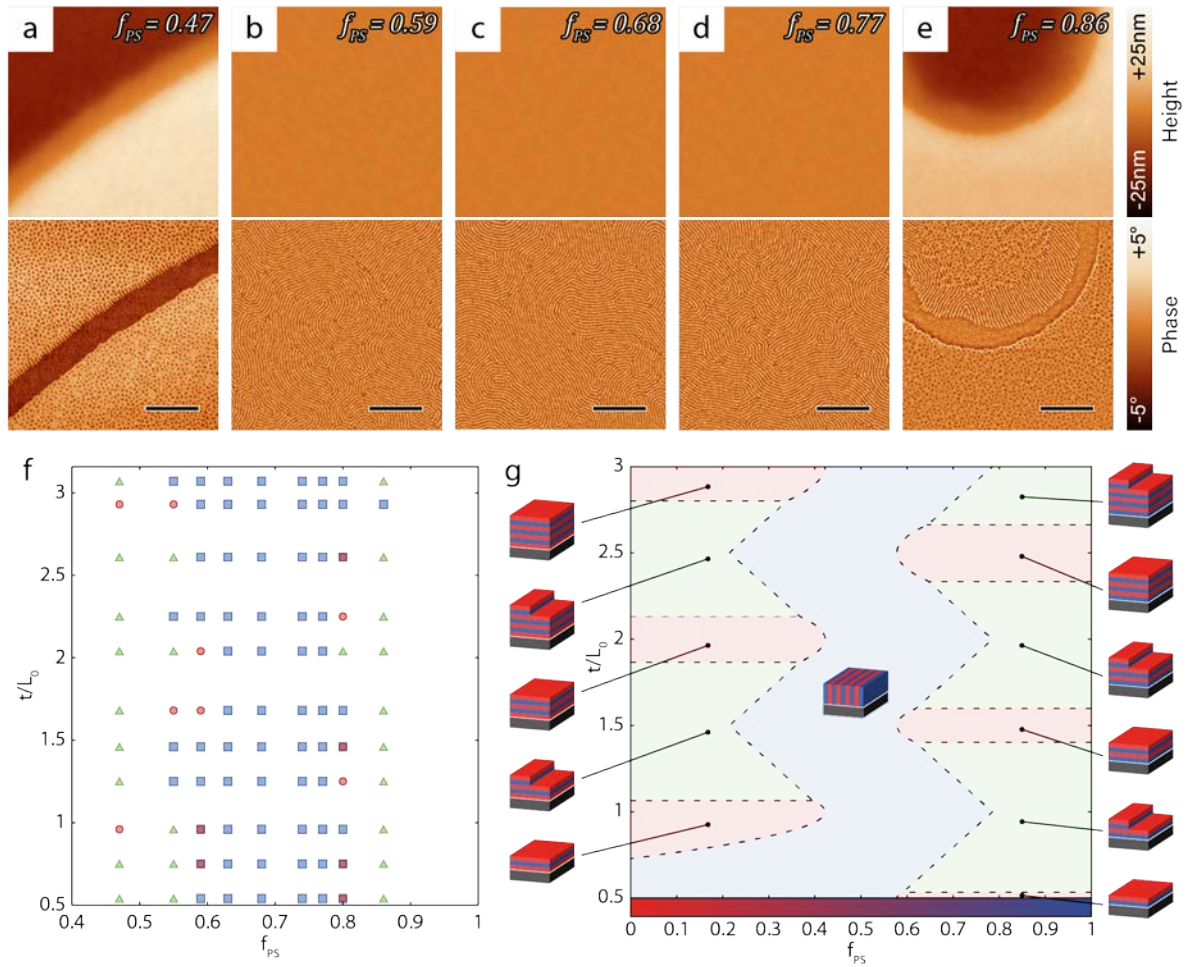 a
f_PS = 0.47
b
f_PS = 0.59
c
f_PS = 0.68
d
f_PS = 0.77
e
f_PS = 0.86
+25nm
-25nm
Height
+5°
-5°
Phase
f
3
2.5
2
1.5
1
0.5
t/L₀
0.4 0.5 0.6 0.7 0.8 0.9 1
f_PS
g
3
2.5
2
1.5
1
0.5
t/L₀
0 0.1 0.2 0.3 0.4 0.5 0.6 0.7 0.8 0.9 1
f_PS